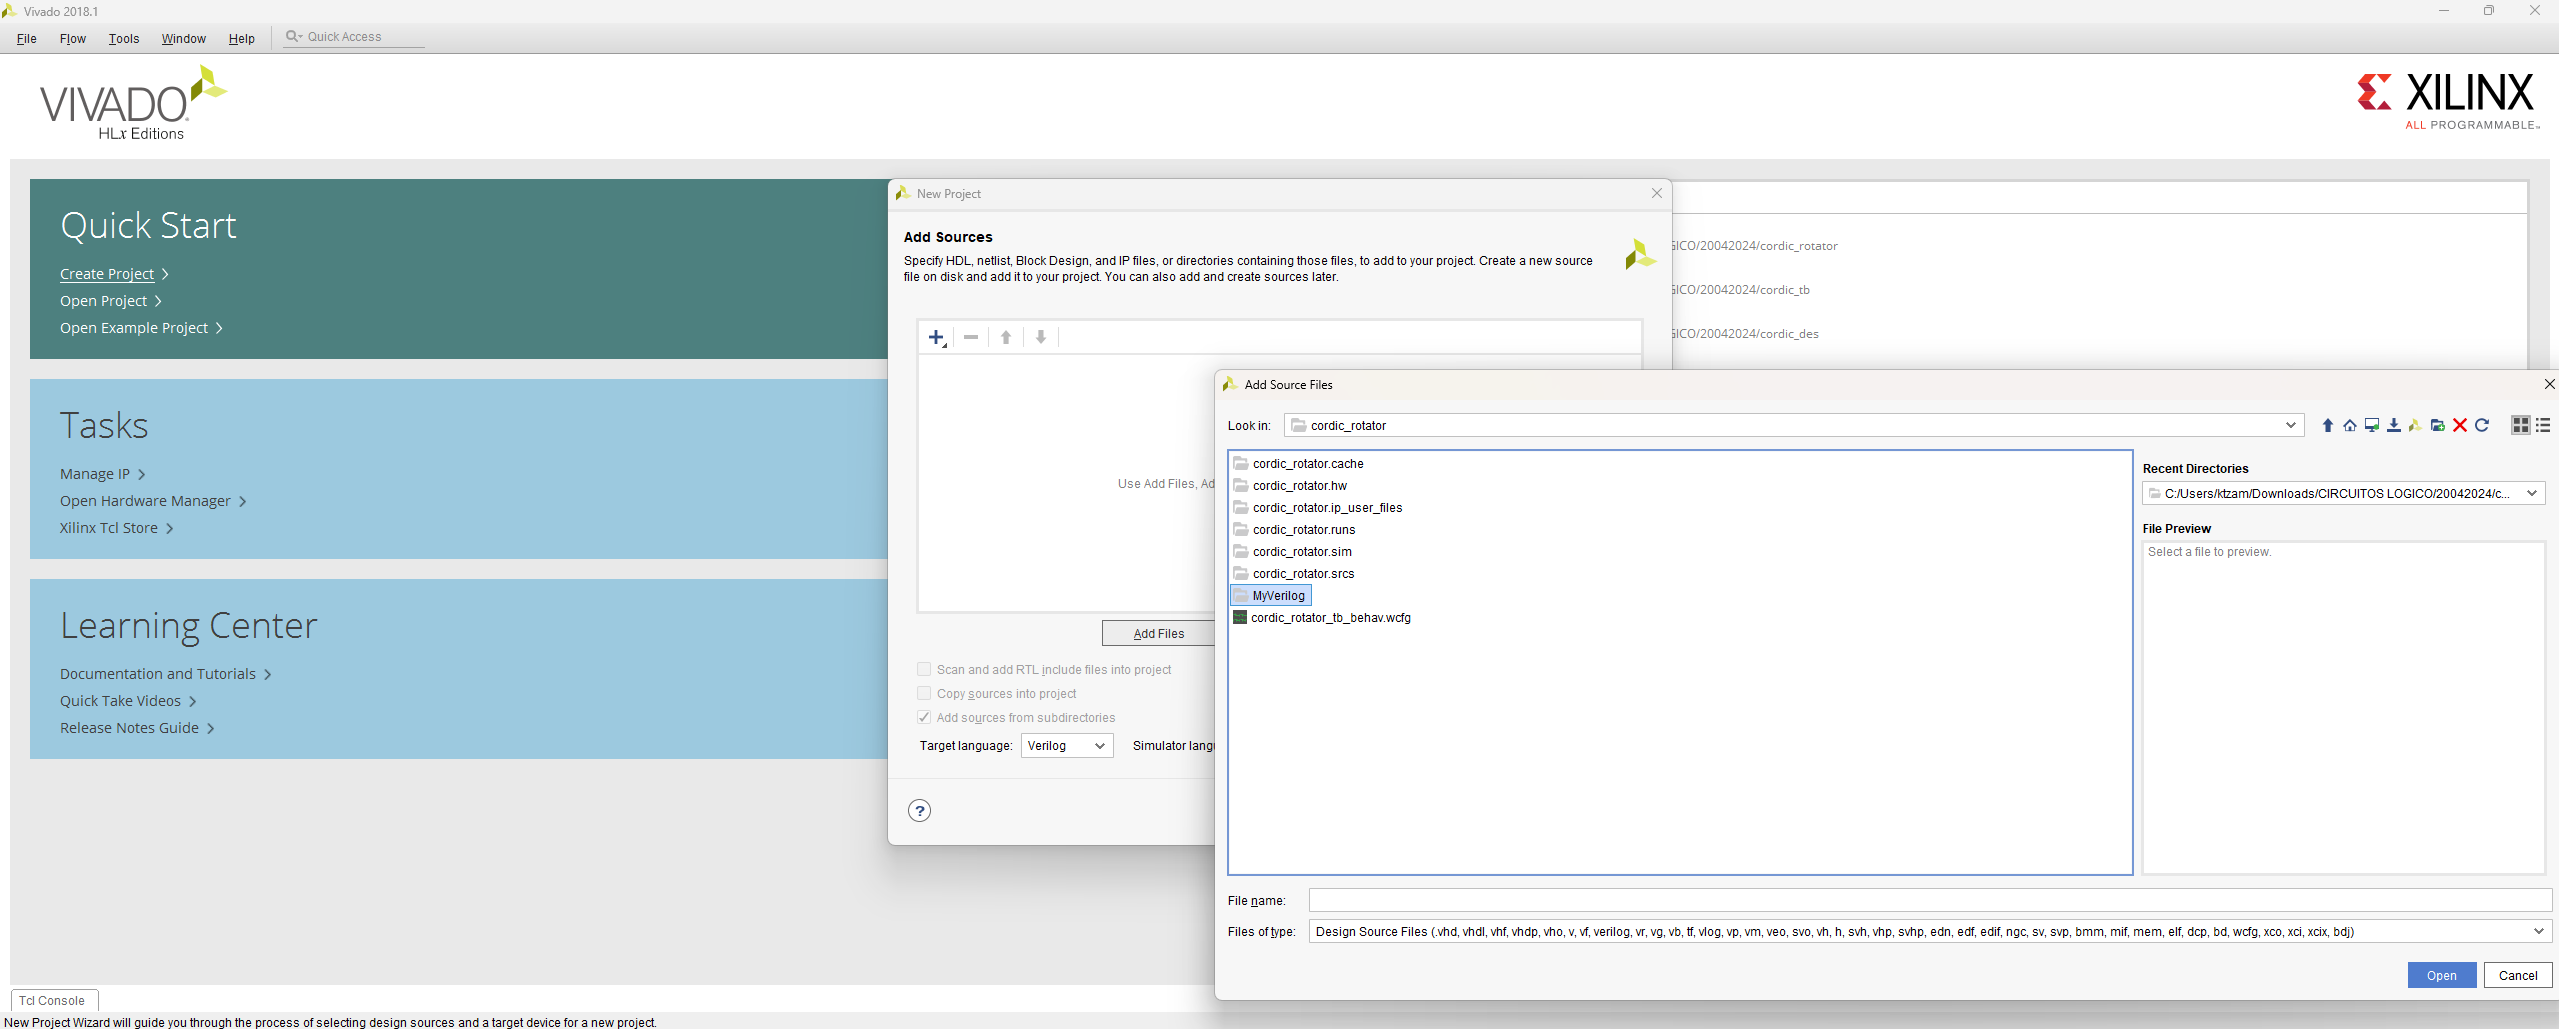 Vivado 2018.1
File Flow Tools Window Help Quick Access
VIVADO
HLx Editions
XILINX
ALL PROGRAMMABLE
Quick Start
Create Project
Open Project
Open Example Project
Tasks
Manage IP
Open Hardware Manager
Xilinx Tcl Store
Learning Center
Documentation and Tutorials
Quick Take Videos
Release Notes Guide
GICO/20042024/cordic_rotator
GICO/20042024/cordic_tb
GICO/20042024/cordic_des
New Project
Add Sources
Specify HDL, netlist, Block Design, and IP files, or directories containing those files, to add to your project. Create a new source
file on disk and add it to your project. You can also add and create sources later.
Use Add Files, Ad
Add Files
Scan and add RTL include files into project
Copy sources into project
Add sources from subdirectories
Target language: Verilog Simulator langu
?
Add Source Files
Look in: cordic_rotator
cordic_rotator.cache
cordic_rotator.hw
cordic_rotator.ip_user_files
cordic_rotator.runs
cordic_rotator.sim
cordic_rotator.srcs
MyVerilog
cordic_rotator_tb_behav.wcfg
Recent Directories
C:/Users/ktzam/Downloads/CIRCUITOS LOGICO/20042024/c...
File Preview
Select a file to preview.
File name:
Files of type: Design Source Files (.vhd, vhdl, vhf, vhdp, vho, v, vf, verilog, vr, vg, vb, tf, vlog, vp, vm, veo, svo, vh, h, svh, vhp, svhp, edn, edf, edif, ngc, sv, svp, bmm, mif, mem, elf, dcp, bd, wcfg, xco, xci, xcix, bdj)
Open Cancel
Tcl Console
New Project Wizard will guide you through the process of selecting design sources and a target device for a new project.